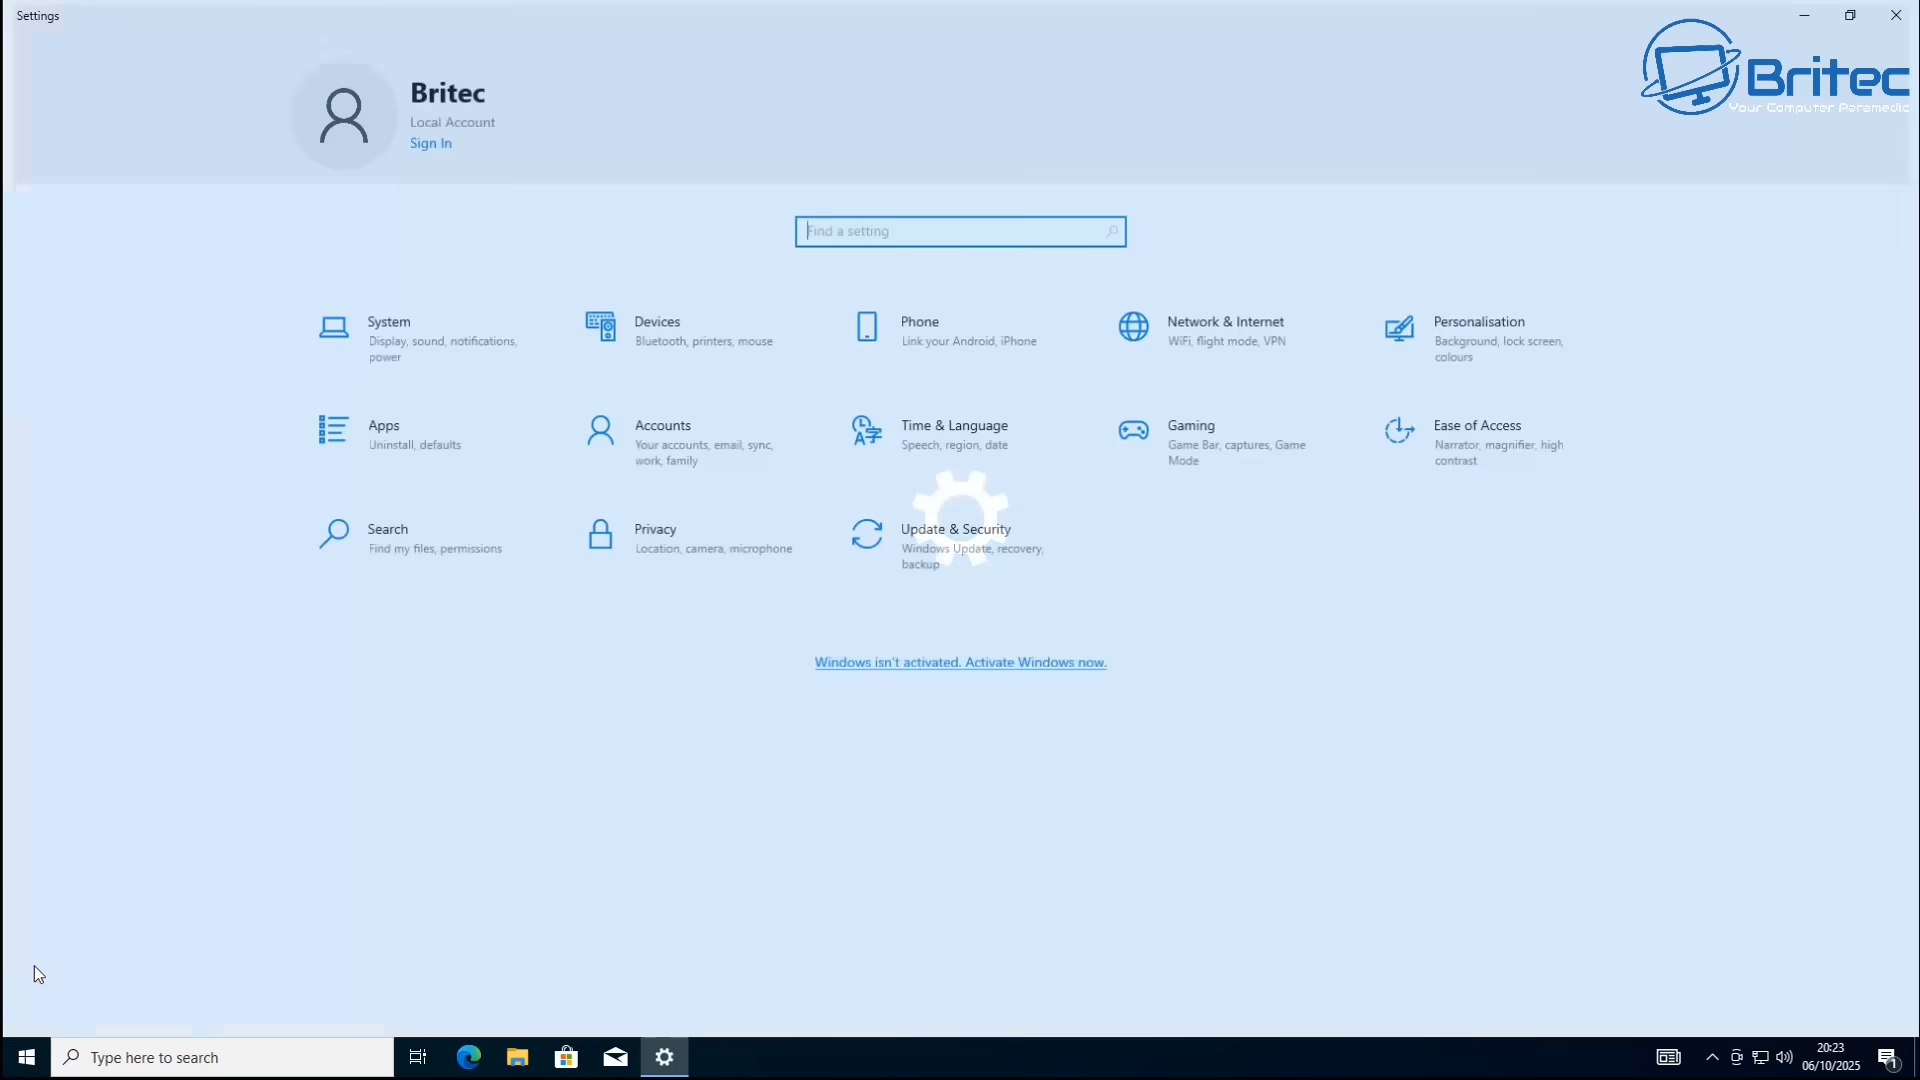 Settings
Britec
Your Computer Paramedic
Britec
Local Account
Sign In
Find a setting
System
Display, sound, notifications,
power
Devices
Bluetooth, printers, mouse
Phone
Link your Android, iPhone
Network & Internet
WiFi, flight mode, VPN
Personalisation
Background, lock screen,
colours
Apps
Uninstall, defaults
Accounts
Your accounts, email, sync,
work, family
Time & Language
Speech, region, date
Gaming
Game Bar, captures, Game
Mode
Ease of Access
Narrator, magnifier, high
contrast
Search
Find my files, permissions
Privacy
Location, camera, microphone
Update & Security
Windows Update, recovery,
backup
Windows isn't activated. Activate Windows now.
Type here to search
20:23
06/10/2025
1